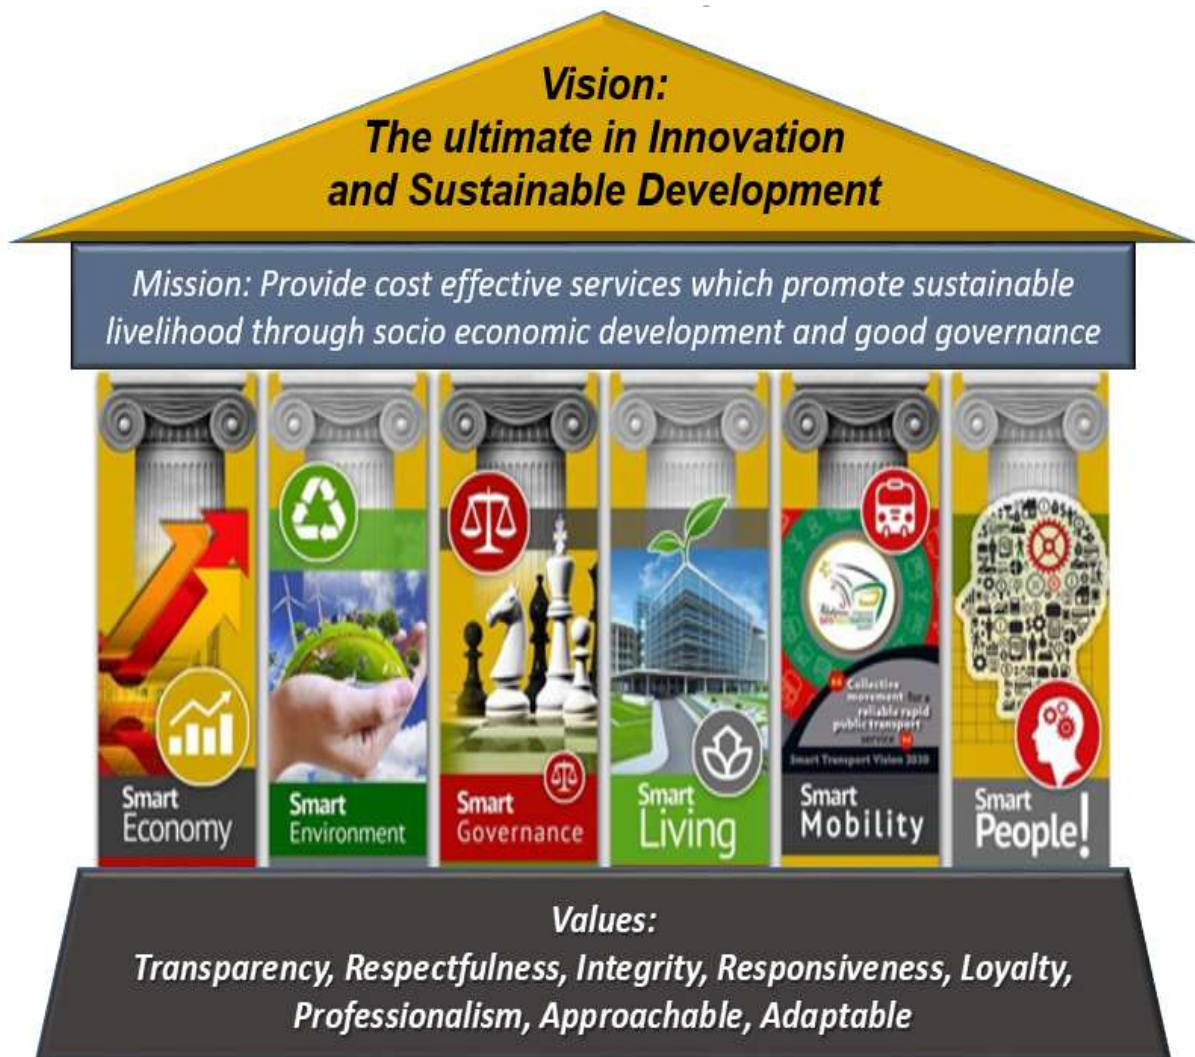 Vision:
The ultimate in Innovation
and Sustainable Development
Mission: Provide cost effective services which promote sustainable
livelihood through socio economic development and good governance
Smart
Economy
Smart
Environment
Smart
Governance
Smart
Living
Collective
movement for a
reliable rapid
public transport
service
Smart Transport Vision 2030
Smart
Mobility
Smart
People!
Values:
Transparency, Respectfulness, Integrity, Responsiveness, Loyalty,
Professionalism, Approachable, Adaptable